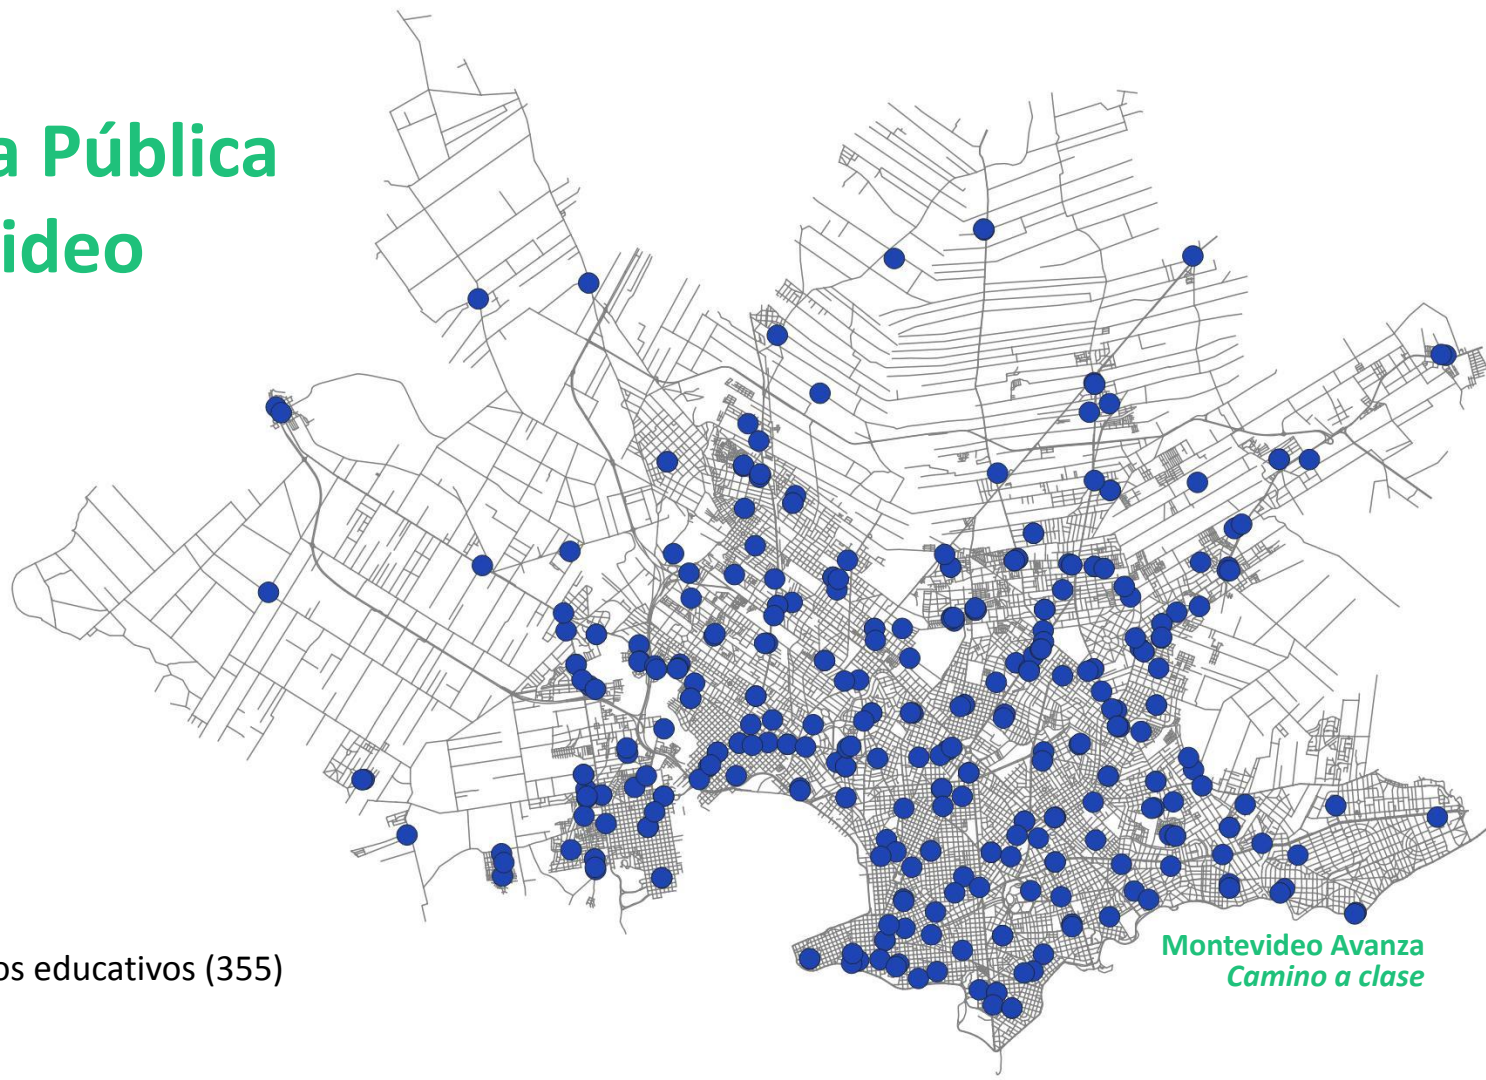 a Pública
ideo
os educativos (355)
Montevideo Avanza
Camino a clase